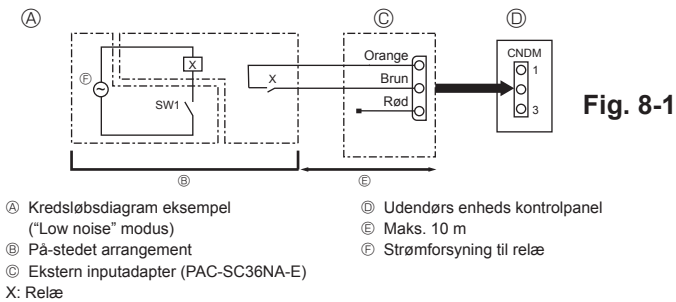 Ⓐ
Ⓒ
Ⓓ
Orange
CNDM
Ⓕ
X
X
Brun
1
SW1
Rød
3
Fig. 8-1
Ⓑ
Ⓔ
Ⓐ Kredsløbsdiagram eksempel
("Low noise" modus)
Ⓑ På-stedet arrangement
Ⓒ Ekstern inputadapter (PAC-SC36NA-E)
X: Relæ
Ⓓ Udendørs enheds kontrolpanel
Ⓔ Maks. 10 m
Ⓕ Strømforsyning til relæ